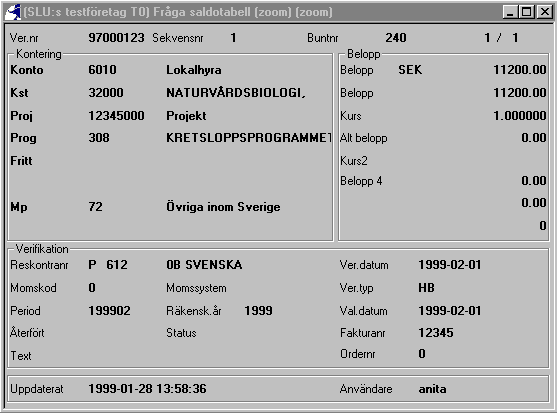 (SLU:s testföretag T0) Fråga saldotabell (zoom) (zoom)
Ver.nr 97000123 Sekvensnr 1 Buntnr 240 1 / 1
Kontering
Konto 6010 Lokalhyra
Kst 32000 NATURVÅRDSBIOLOGI,
Proj 12345000 Projekt
Prog 308 KRETSLOPPSPROGRAMMET
Fritt
Mp 72 Övriga inom Sverige
Belopp
Belopp SEK 11200.00
Belopp 11200.00
Kurs 1.000000
Alt belopp 0.00
Kurs2
Belopp 4 0.00
0.00
0
Verifikation
Reskontranr P 612 0B SVENSKA Ver.datum 1999-02-01
Momskod 0 Momssystem Ver.typ HB
Period 199902 Räkensk.år 1999 Val.datum 1999-02-01
Återfört Status Fakturanr 12345
Text Ordernr 0
Uppdaterat 1999-01-28 13:58:36 Användare anita